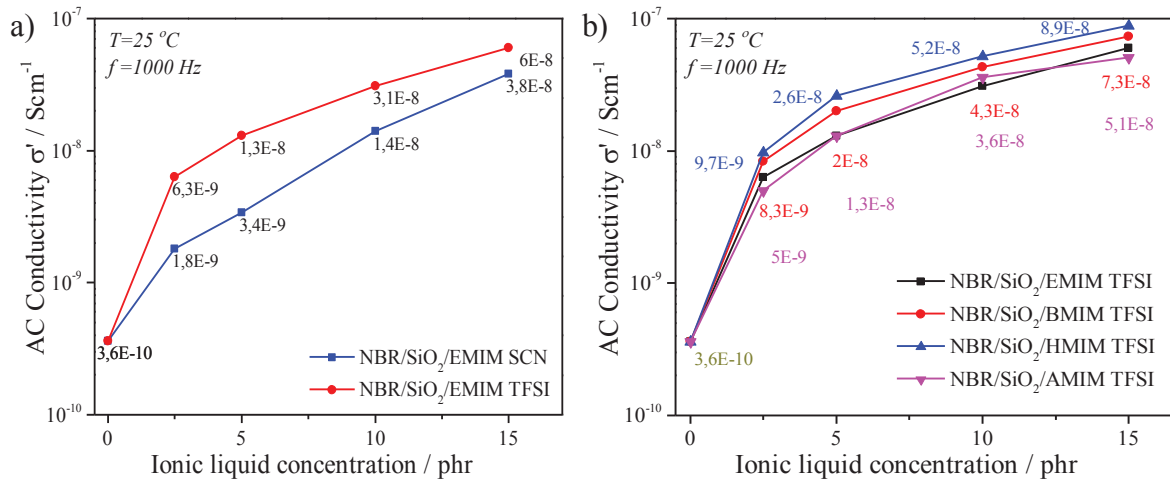 a)
T=25 °C
f=1000 Hz
AC Conductivity σ' / Scm⁻¹
10⁻⁷
10⁻⁸
10⁻⁹
10⁻¹⁰
6E-8
3,8E-8
3,1E-8
1,4E-8
1,3E-8
6,3E-9
3,4E-9
1,8E-9
3,6E-10
NBR/SiO₂/EMIM SCN
NBR/SiO₂/EMIM TFSI
0 5 10 15
Ionic liquid concentration / phr
b)
T=25 °C
f=1000 Hz
AC Conductivity σ' / Scm⁻¹
10⁻⁷
10⁻⁸
10⁻⁹
10⁻¹⁰
8,9E-8
5,2E-8
2,6E-8
9,7E-9
7,3E-8
4,3E-8
5,1E-8
3,6E-8
2E-8
8,3E-9
1,3E-8
5E-9
3,6E-10
NBR/SiO₂/EMIM TFSI
NBR/SiO₂/BMIM TFSI
NBR/SiO₂/HMIM TFSI
NBR/SiO₂/AMIM TFSI
0 5 10 15
Ionic liquid concentration / phr